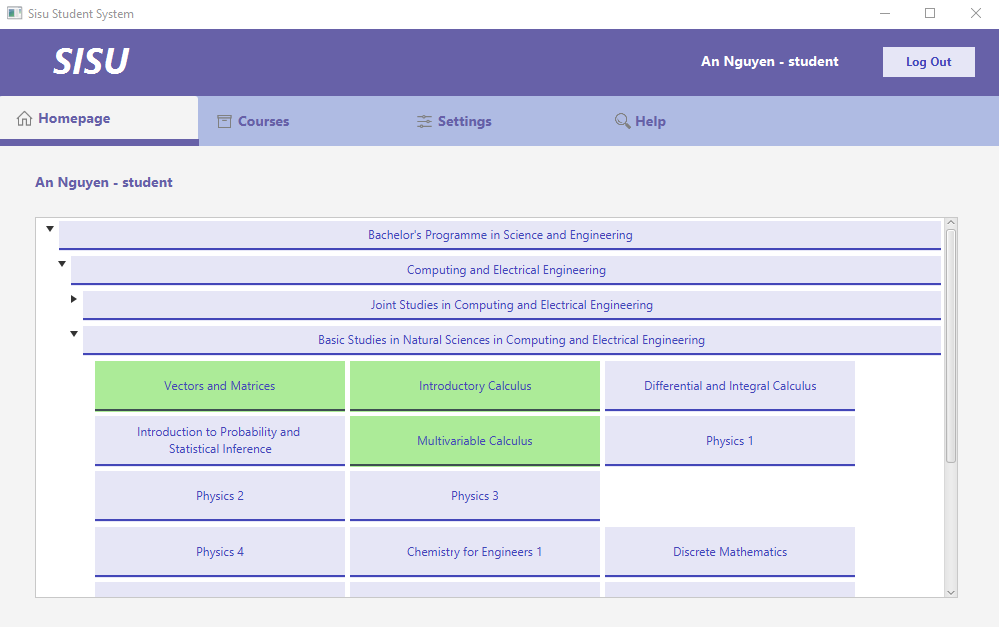 Sisu Student System
SISU
An Nguyen - student
Log Out
Homepage
Courses
Settings
Help
An Nguyen - student
Bachelor's Programme in Science and Engineering
Computing and Electrical Engineering
Joint Studies in Computing and Electrical Engineering
Basic Studies in Natural Sciences in Computing and Electrical Engineering
Vectors and Matrices
Introductory Calculus
Differential and Integral Calculus
Introduction to Probability and
Statistical Inference
Multivariable Calculus
Physics 1
Physics 2
Physics 3
Physics 4
Chemistry for Engineers 1
Discrete Mathematics